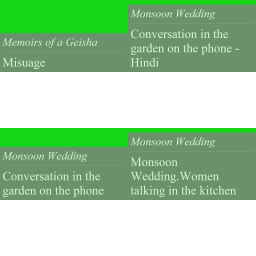 Memoirs of a Geisha
Misuage
Monsoon Wedding
Conversation in the
garden on the phone -
Hindi
Monsoon Wedding
Conversation in the
garden on the phone
Monsoon Wedding
Monsoon
Wedding.Women
talking in the kitchen